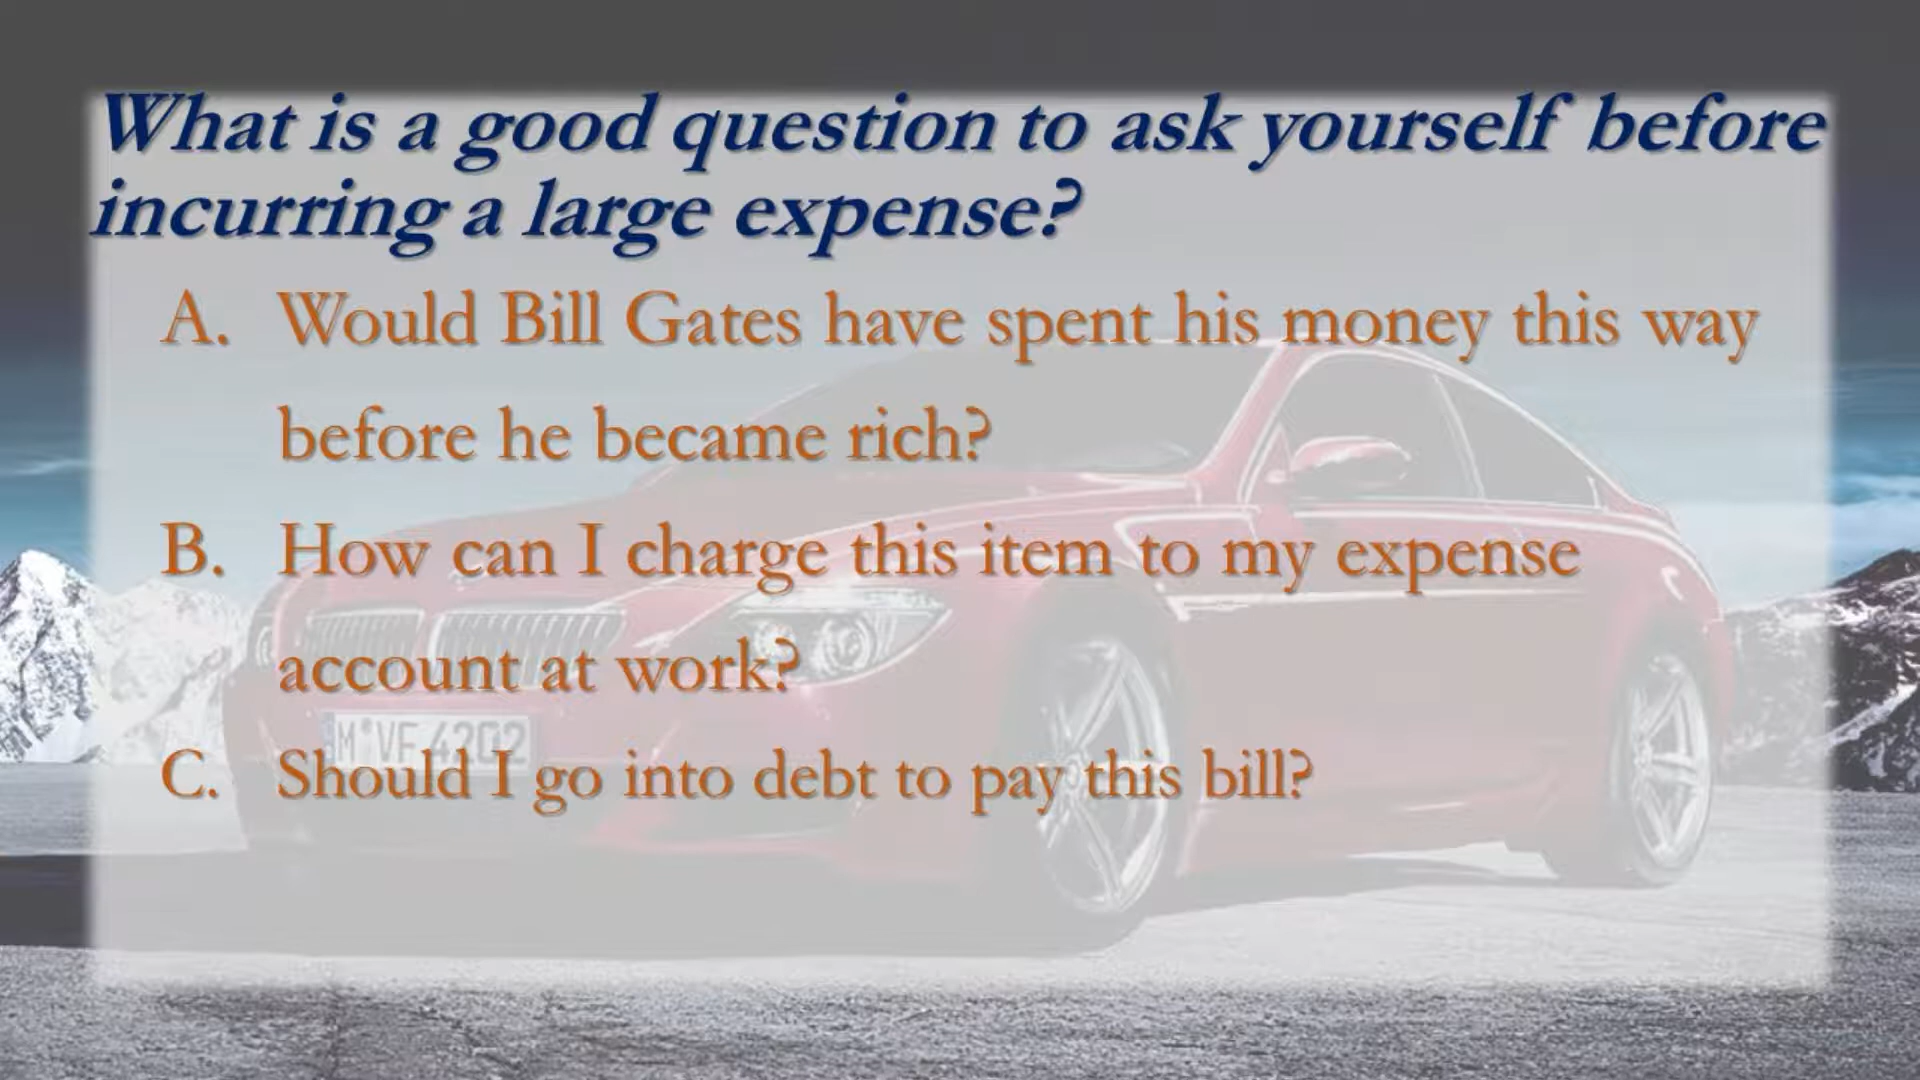 What is a good question to ask yourself before
incurring a large expense?
A. Would Bill Gates have spent his money this way
before he became rich?
B. How can I charge this item to my expense
account at work?
M VF 4202
C. Should I go into debt to pay this bill?